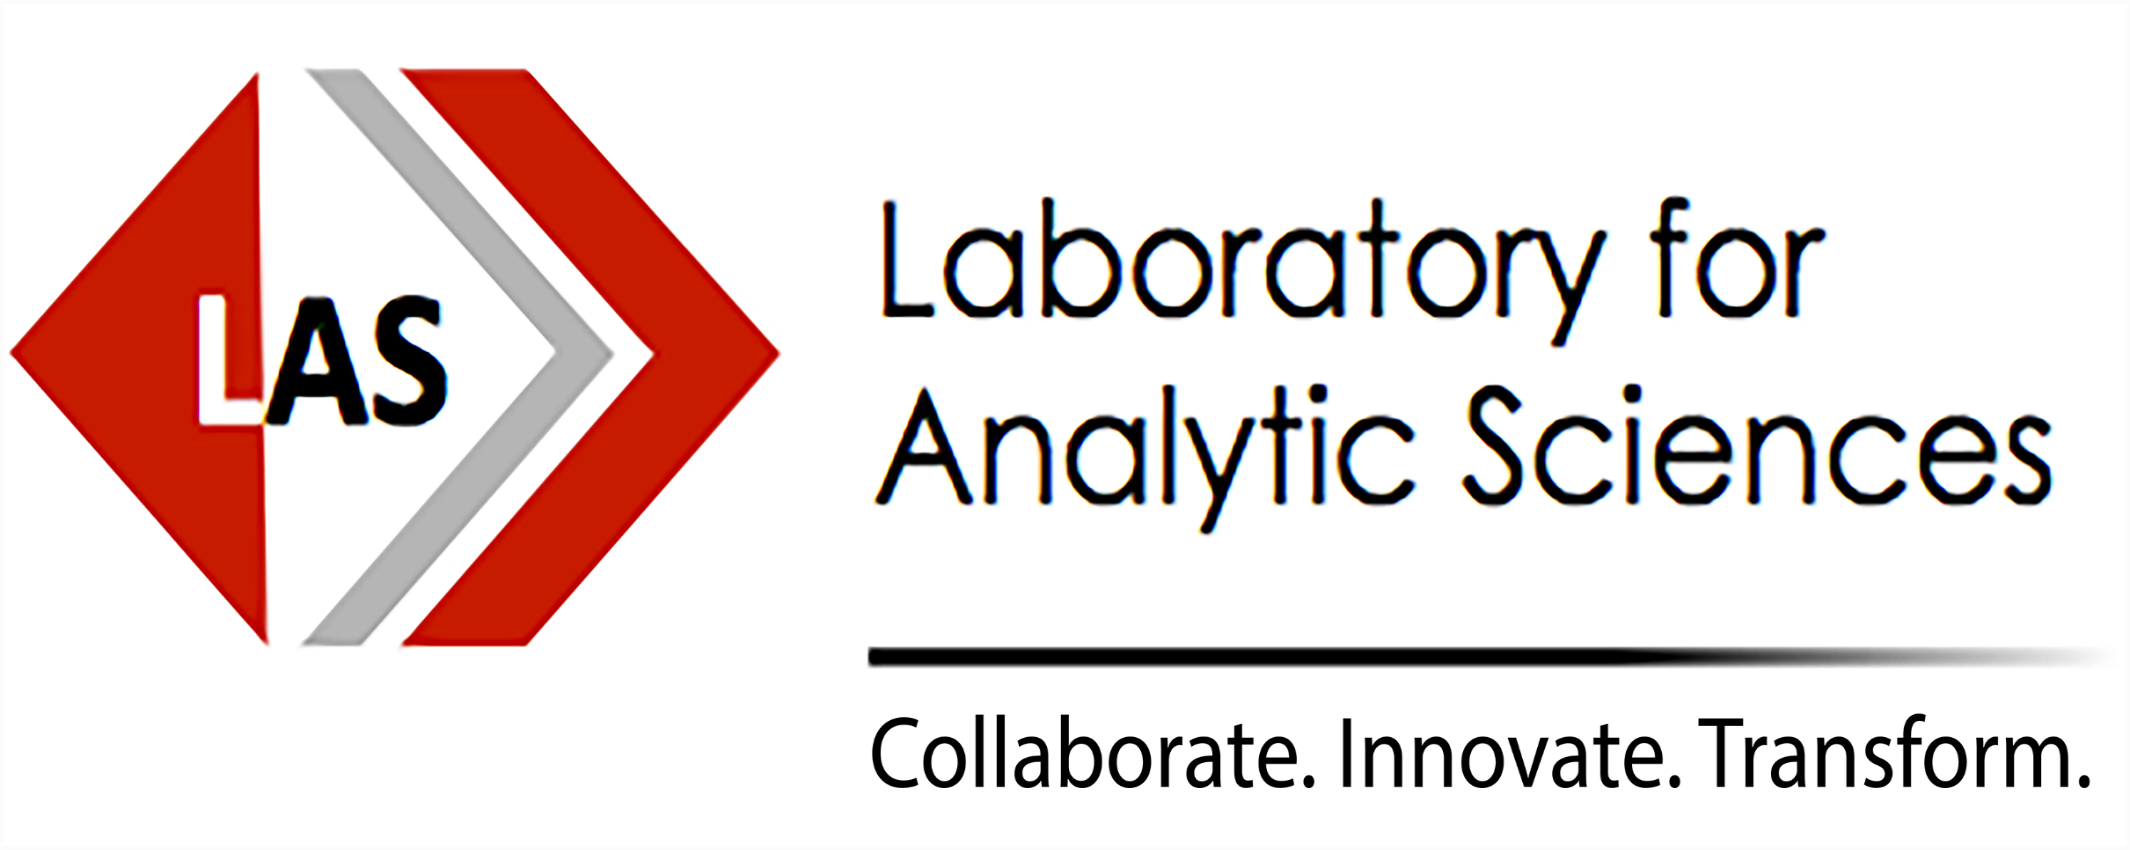 LAS
Laboratory for
Analytic Sciences
Collaborate. Innovate. Transform.